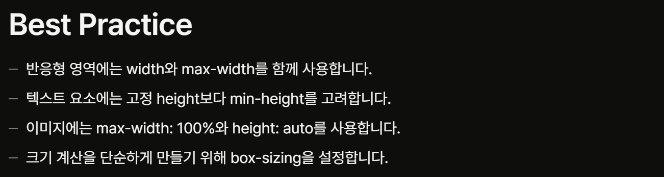 Best Practice
– 반응형 영역에는 width와 max-width를 함께 사용합니다.
– 텍스트 요소에는 고정 height보다 min-height를 고려합니다.
– 이미지에는 max-width: 100%와 height: auto를 사용합니다.
– 크기 계산을 단순하게 만들기 위해 box-sizing을 설정합니다.